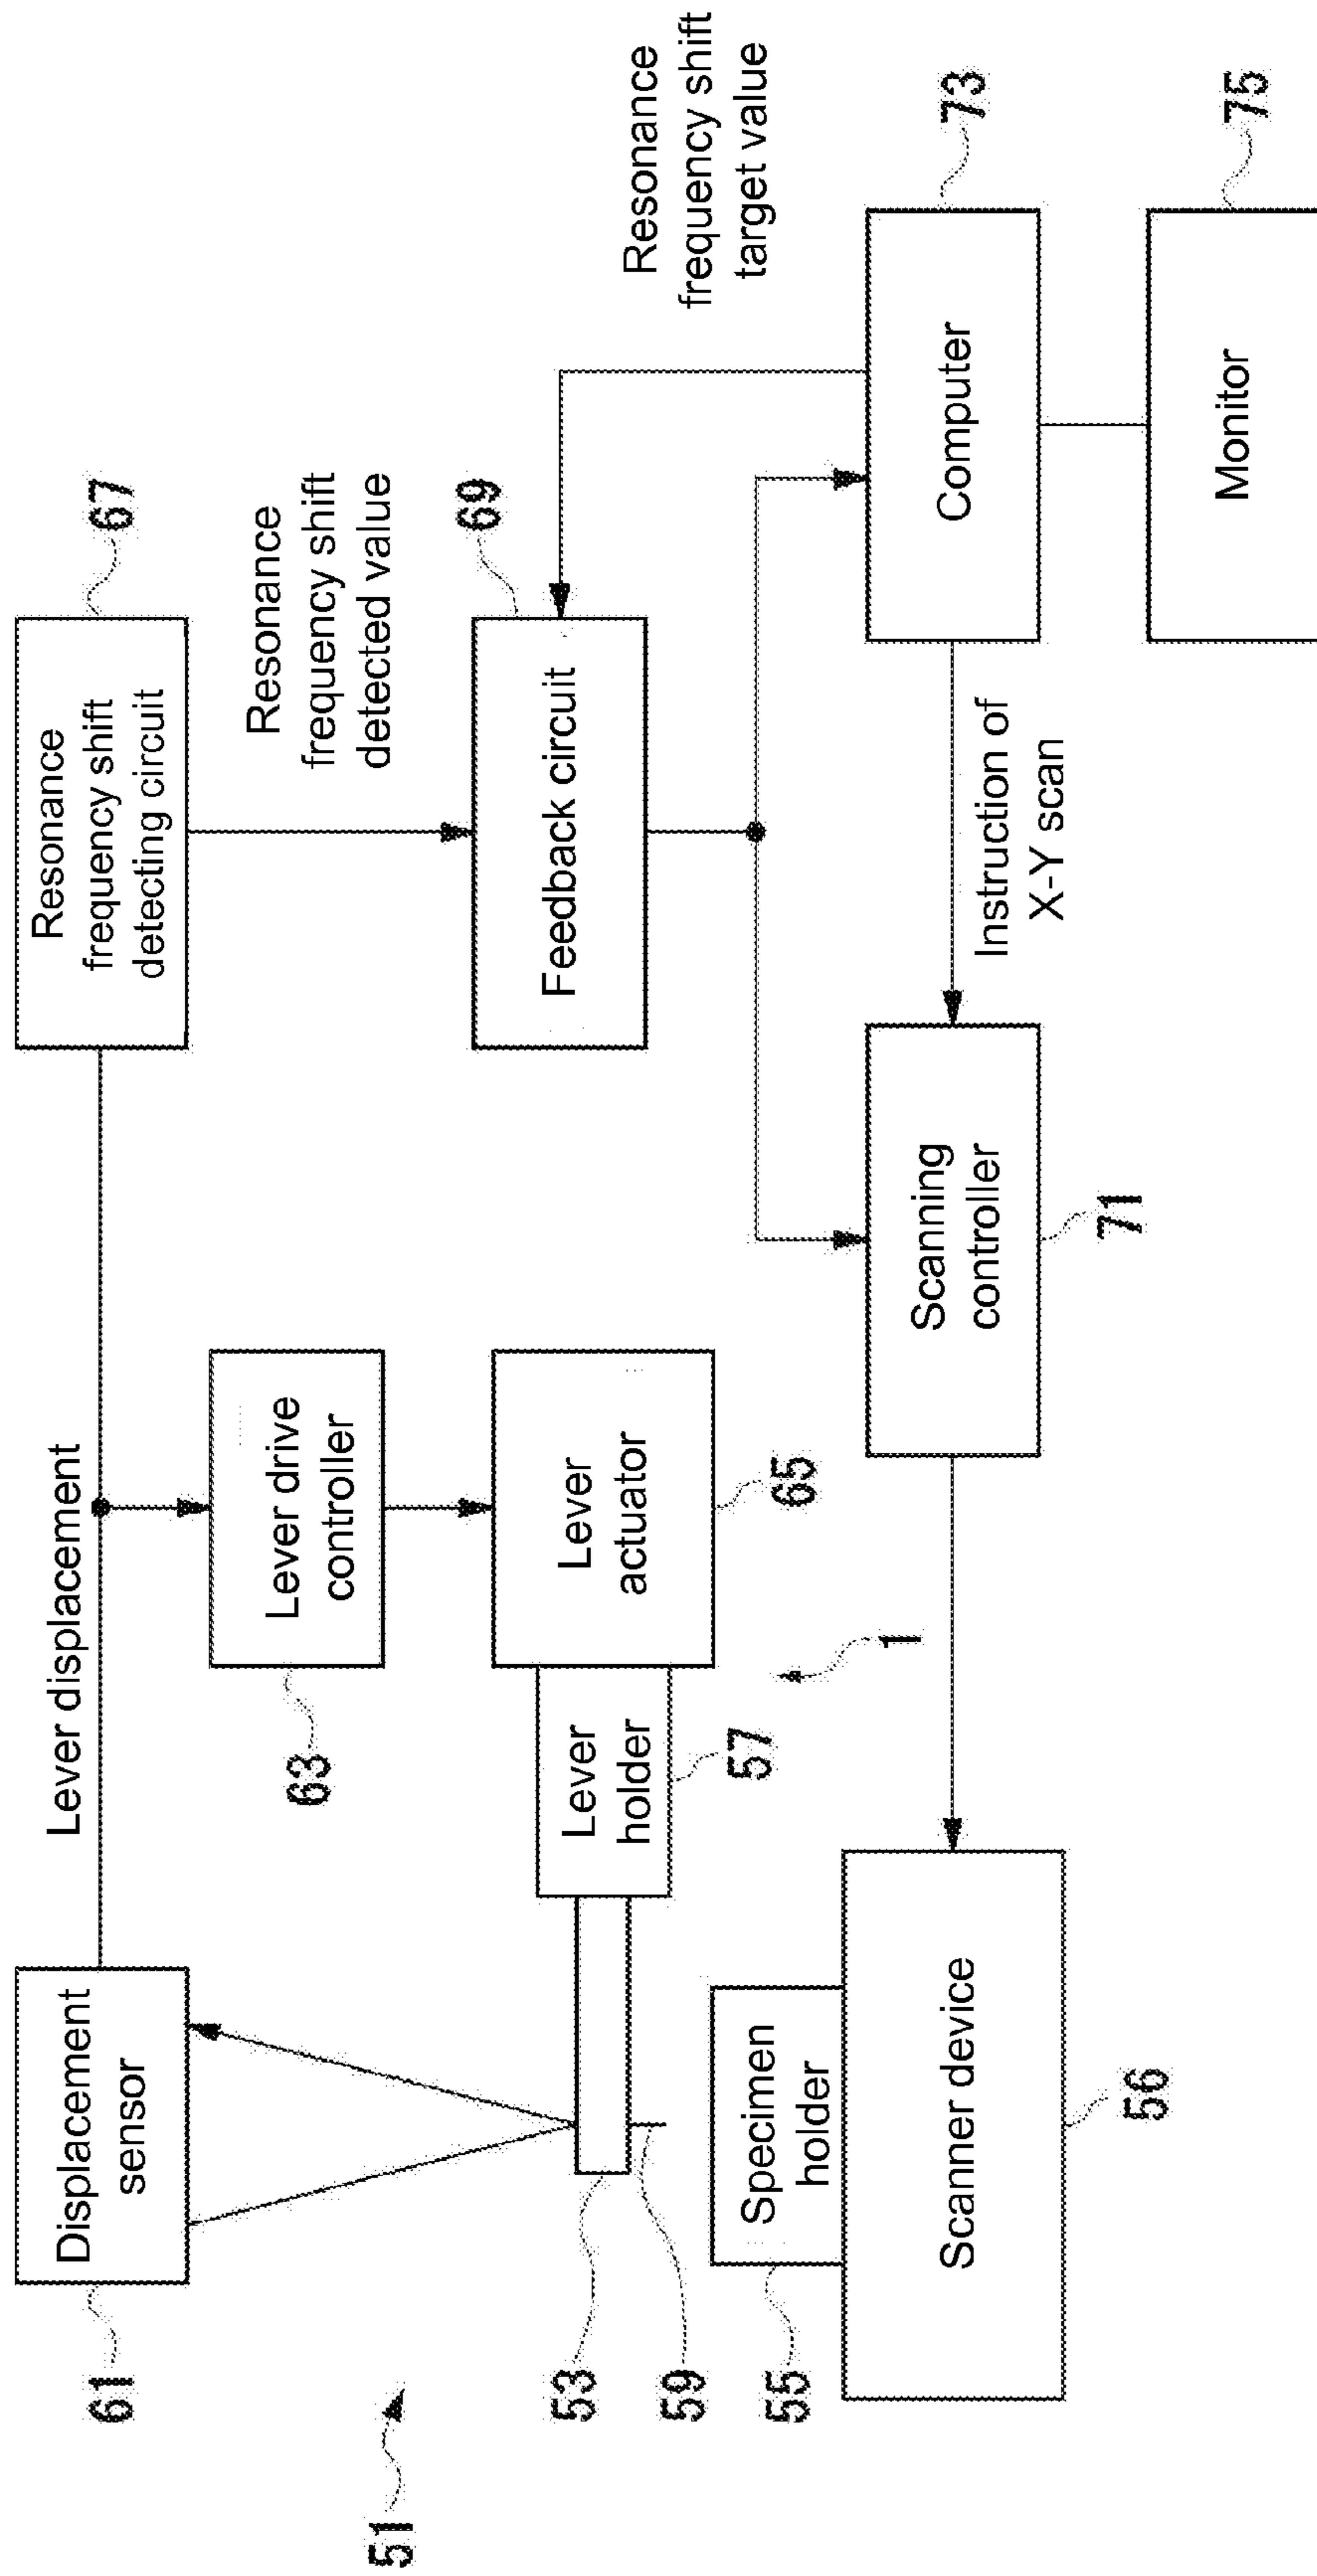 61
Displacement
sensor
Lever displacement
Resonance
frequency shift
detecting circuit
67
51
63
Lever drive
controller
Resonance
frequency shift
detected value
53
59
Lever
holder
57
Lever
actuator
65
Feedback circuit
69
Resonance
frequency shift
target value
1
55
Specimen
holder
Scanner device
56
Scanning
controller
71
Instruction of
X-Y scan
Computer
73
Monitor
75